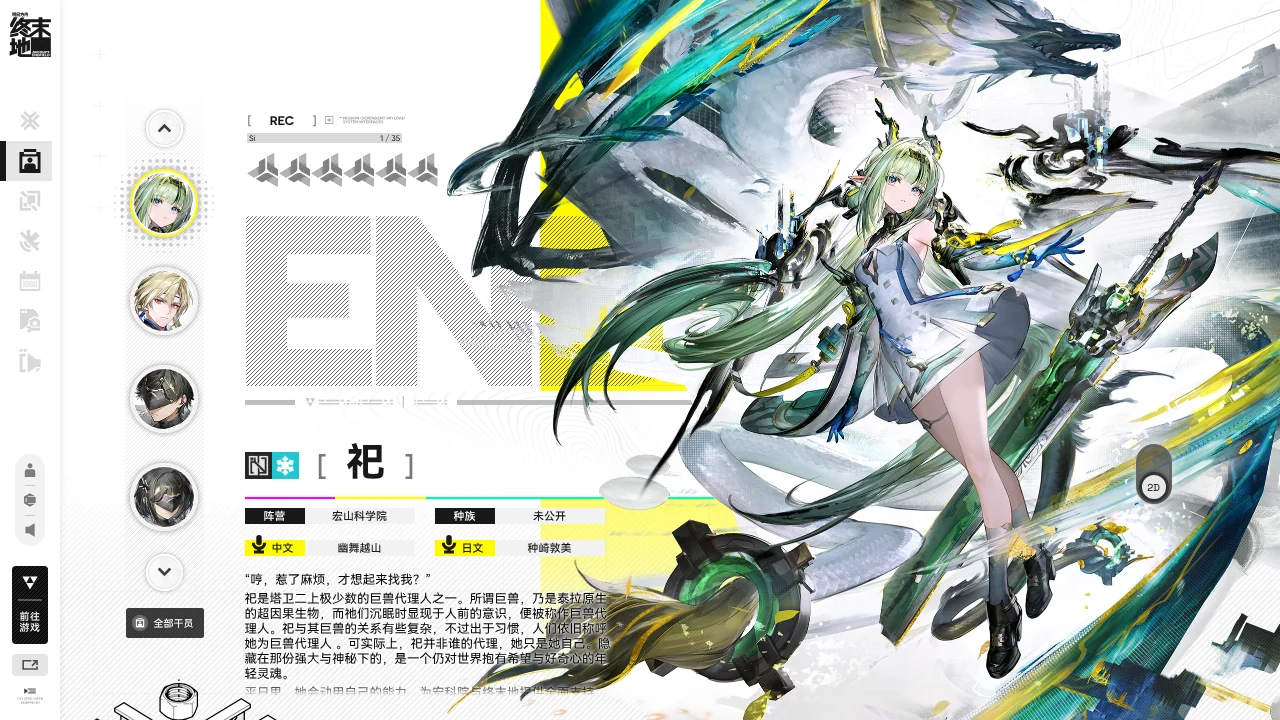 终末地
ARKNIGHTS
ENDFIELD
[ REC ]
MISSION-DEPENDENT PAYLOAD
SYSTEM INTERFACES
Si 1 / 35
EN
[ 祀 ]
阵营 宏山科学院 种族 未公开
中文 幽舞越山 日文 种崎敦美
“哼，惹了麻烦，才想起来找我？”
祀是塔卫二上极少数的巨兽代理人之一。所谓巨兽，乃是泰拉原生
的超因果生物，而祂们沉眠时显现于人前的意识，便被称作巨兽代
理人。祀与其巨兽的关系有些复杂，不过出于习惯，人们依旧称呼
她为巨兽代理人 。可实际上，祀并非谁的代理，她只是她自己。隐
藏在那份强大与神秘下的，是一个仍对世界抱有希望与好奇心的年
轻灵魂。
全部干员
前往
游戏
2D